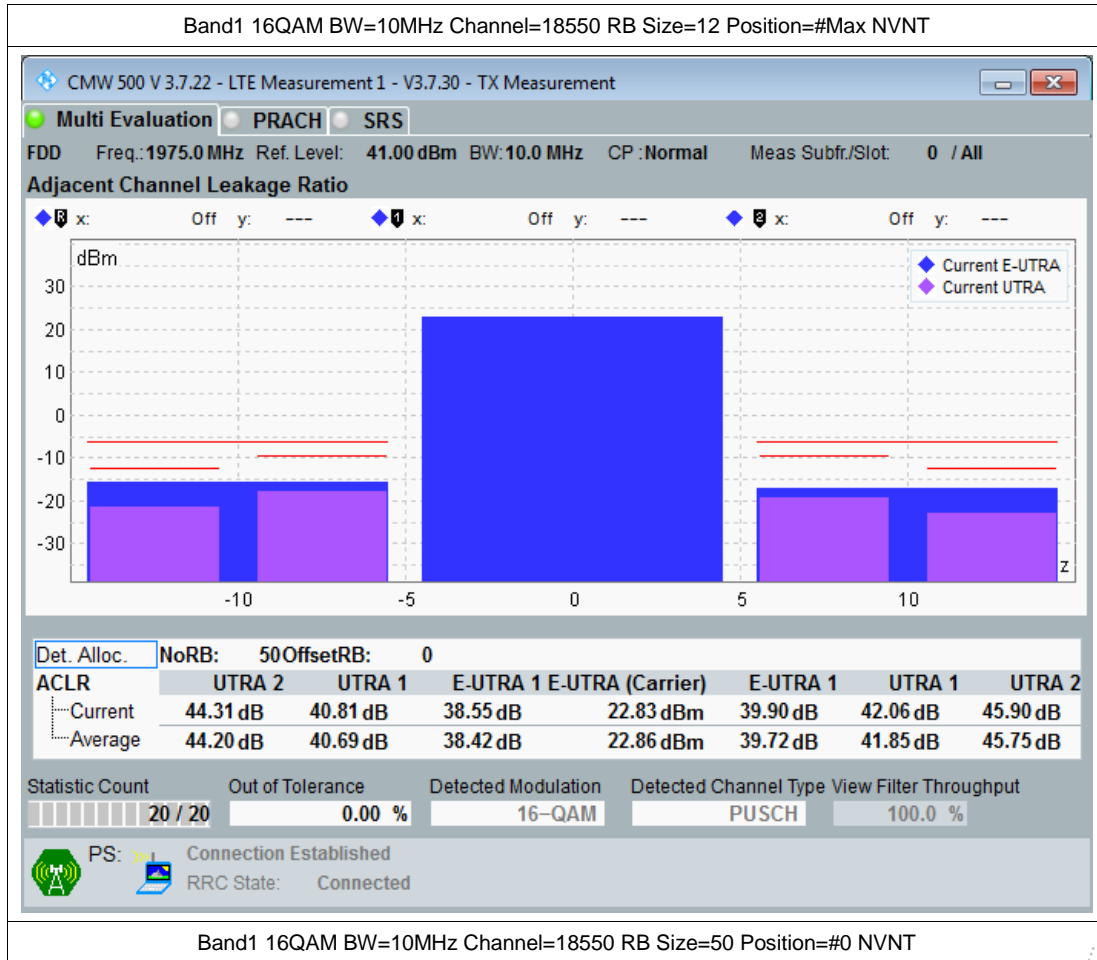 Band1 16QAM BW=10MHz Channel=18550 RB Size=12 Position=#Max NVNT
CMW 500 V 3.7.22 - LTE Measurement 1 - V3.7.30 - TX Measurement
Multi Evaluation PRACH SRS
FDD Freq.:1975.0 MHz Ref. Level: 41.00 dBm BW:10.0 MHz CP :Normal Meas Subfr./Slot: 0 / All
Adjacent Channel Leakage Ratio
R x: Off y: --- 1 x: Off y: --- 2 x: Off y: ---
dBm
Current E-UTRA
Current UTRA
30
20
10
0
-10
-20
-30
z
-10 -5 0 5 10
Det. Alloc. NoRB: 50 OffsetRB: 0
ACLR UTRA 2 UTRA 1 E-UTRA 1 E-UTRA (Carrier) E-UTRA 1 UTRA 1 UTRA 2
Current 44.31 dB 40.81 dB 38.55 dB 22.83 dBm 39.90 dB 42.06 dB 45.90 dB
Average 44.20 dB 40.69 dB 38.42 dB 22.86 dBm 39.72 dB 41.85 dB 45.75 dB
Statistic Count Out of Tolerance Detected Modulation Detected Channel Type View Filter Throughput
20 / 20 0.00 % 16-QAM PUSCH 100.0 %
PS: Connection Established
RRC State: Connected
Band1 16QAM BW=10MHz Channel=18550 RB Size=50 Position=#0 NVNT